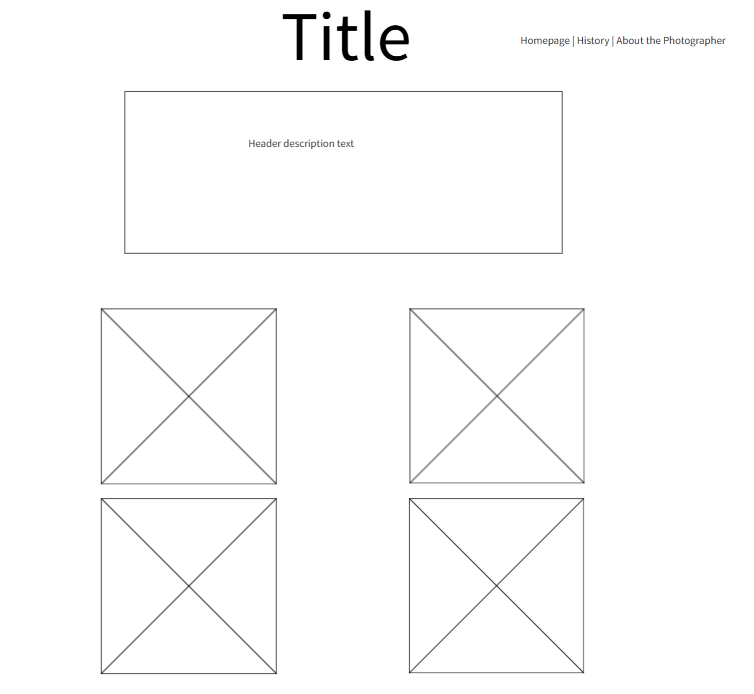 Title
Homepage | History | About the Photographer
Header description text